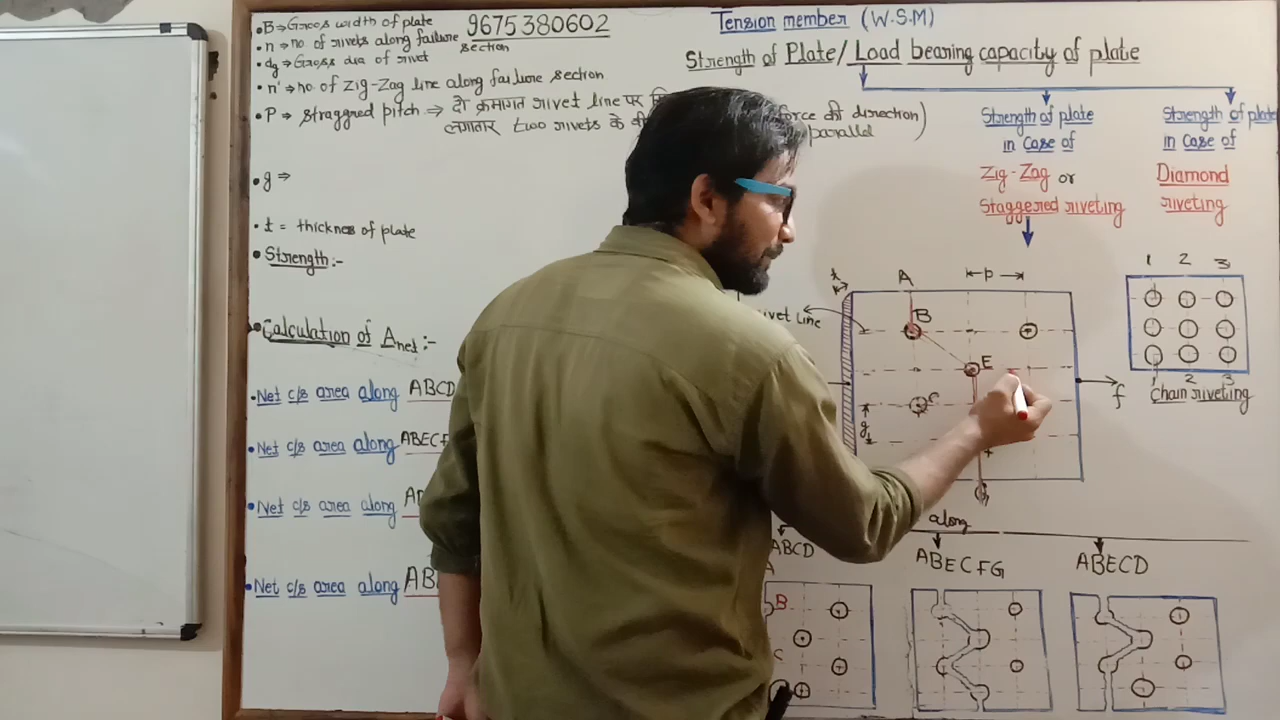 • B → Gross width of plate
• n → no of rivets along failure section
• dg → Gross dia of rivet
9675380602
• n' → no of Zig-Zag line along failure section
• P → straggred pitch → दो क्रमागत rivet line पर
लगातार two rivets के
force की direction)
parallel
• g →
• t = thicknes of plate
• Strength:-
• Calculation of Anet:-
• Net c/s area along ABCD
• Net c/s area along ABECF
• Net c/s area along
• Net c/s area along AB
Tension member (W.S.M)
Strength of Plate/Load bearing capacity of plate
Strength of plate
in Case of
Zig-Zag or
Staggered riveting
Strength of plate
in Case of
Diamond
riveting
t
A
P
B
rivet line
E
C
g
f
1 2 3
1 2 3
Chain riveting
along
ABCD
ABECFG
ABECD
A
B
C